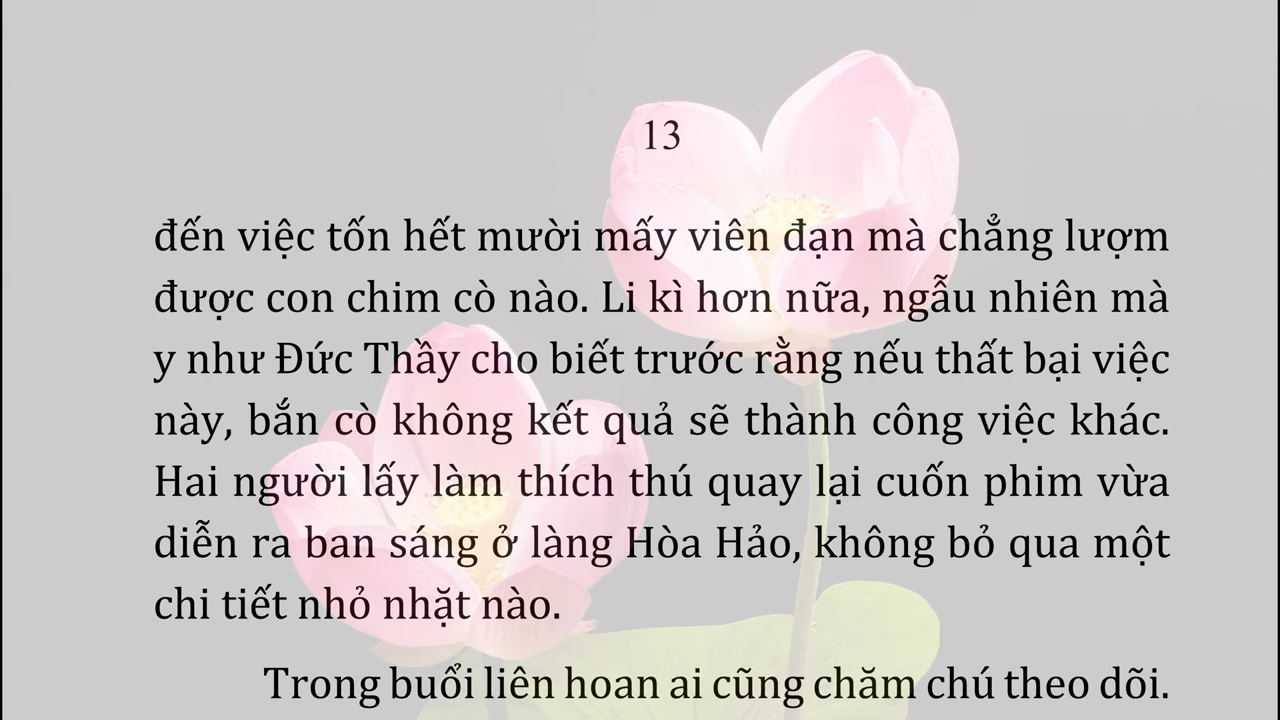 13
đến việc tốn hết mười mấy viên đạn mà chẳng lượm
được con chim cò nào. Li kì hơn nữa, ngẫu nhiên mà
y như Đức Thầy cho biết trước rằng nếu thất bại việc
này, bắn cò không kết quả sẽ thành công việc khác.
Hai người lấy làm thích thú quay lại cuốn phim vừa
diễn ra ban sáng ở làng Hòa Hảo, không bỏ qua một
chi tiết nhỏ nhặt nào.
Trong buổi liên hoan ai cũng chăm chú theo dõi.